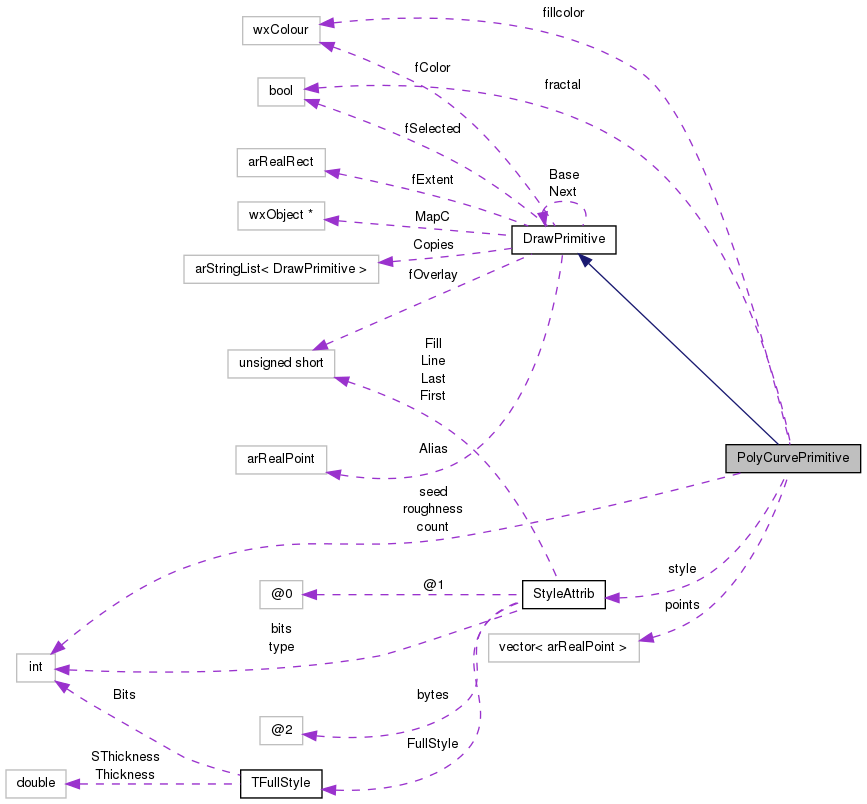 fillcolor
wxColour
fColor
fractal
bool
fSelected
arRealRect
fExtent
Base
Next
wxObject *
MapC
DrawPrimitive
Copies
arStringList< DrawPrimitive >
fOverlay
unsigned short
Fill
Line
Last
First
arRealPoint
Alias
PolyCurvePrimitive
seed
roughness
count
style
@0
@1
StyleAttrib
points
bits
type
vector< arRealPoint >
int
Bits
bytes
@2
FullStyle
SThickness
Thickness
double
TFullStyle